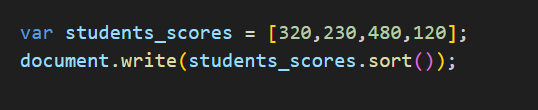 var students_scores = [320,230,480,120];
document.write(students_scores.sort());